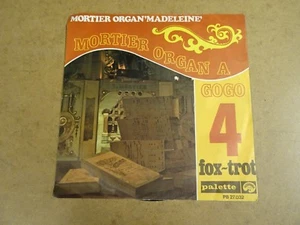 MORTIER ORGAN 'MADELEINE'
MORTIER ORGAN A
GOGO
4
fox-trot
palette